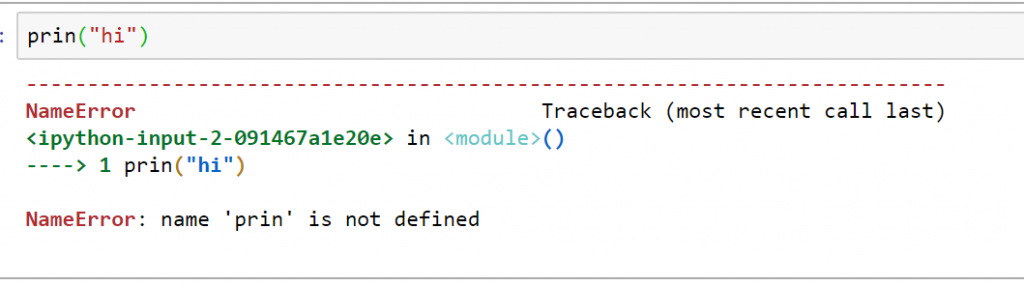 : prin("hi")
---------------------------------------------------------------------------
NameError                                 Traceback (most recent call last)
<ipython-input-2-091467a1e20e> in <module>()
----> 1 prin("hi")
NameError: name 'prin' is not defined